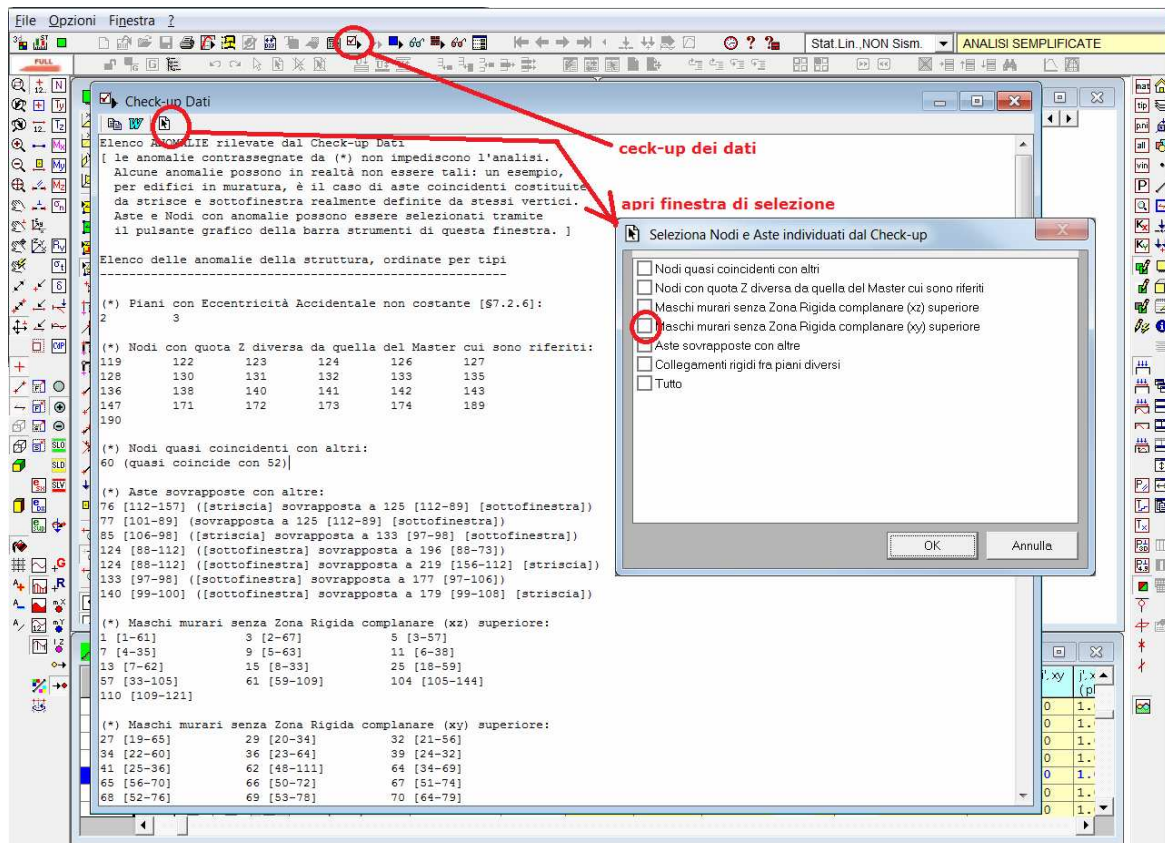 File Opzioni Finestra ?
Stat.Lin.,NON Sism.
ANALISI SEMPLIFICATE
FULL
Check-up Dati
Elenco ANOMALIE rilevate dal Check-up Dati
[ le anomalie contrassegnate da (*) non impediscono l'analisi.
Alcune anomalie possono in realtà non essere tali: un esempio,
per edifici in muratura, è il caso di aste coincidenti costituite
da strisce e sottofinestra realmente definite da stessi vertici.
Aste e Nodi con anomalie possono essere selezionati tramite
il pulsante grafico della barra strumenti di questa finestra. ]
Elenco delle anomalie della struttura, ordinate per tipi
(*) Piani con Eccentricità Accidentale non costante [§7.2.6]:
2 3
(*) Nodi con quota Z diversa da quella del Master cui sono riferiti:
119 122 123 124 126 127
128 130 131 132 133 135
136 138 140 141 142 143
147 171 172 173 174 189
190
(*) Nodi quasi coincidenti con altri:
60 (quasi coincide con 52)
(*) Aste sovrapposte con altre:
76 [112-157] ([striscia] sovrapposta a 125 [112-89] [sottofinestra])
77 [101-89] (sovrapposta a 125 [112-89] [sottofinestra])
85 [106-98] ([striscia] sovrapposta a 133 [97-98] [sottofinestra])
124 [88-112] ([sottofinestra] sovrapposta a 196 [88-73])
124 [88-112] ([sottofinestra] sovrapposta a 219 [156-112] [striscia])
133 [97-98] ([sottofinestra] sovrapposta a 177 [97-106])
140 [99-100] ([sottofinestra] sovrapposta a 179 [99-108] [striscia])
(*) Maschi murari senza Zona Rigida complanare (xz) superiore:
1 [1-61] 3 [2-67] 5 [3-57]
7 [4-35] 9 [5-63] 11 [6-38]
13 [7-62] 15 [8-33] 25 [18-59]
57 [33-105] 61 [59-109] 104 [105-144]
110 [109-121]
(*) Maschi murari senza Zona Rigida complanare (xy) superiore:
27 [19-65] 29 [20-34] 32 [21-56]
34 [22-60] 36 [23-64] 39 [24-32]
41 [25-36] 62 [48-111] 64 [34-69]
65 [56-70] 66 [50-72] 67 [51-74]
68 [52-76] 69 [53-78] 70 [64-79]
ceck-up dei dati
apri finestra di selezione
Seleziona Nodi e Aste individuati dal Check-up
Nodi quasi coincidenti con altri
Nodi con quota Z diversa da quella del Master cui sono riferiti
Maschi murari senza Zona Rigida complanare (xz) superiore
Maschi murari senza Zona Rigida complanare (xy) superiore
Aste sovrapposte con altre
Collegamenti rigidi fra piani diversi
Tutto
OK Annulla